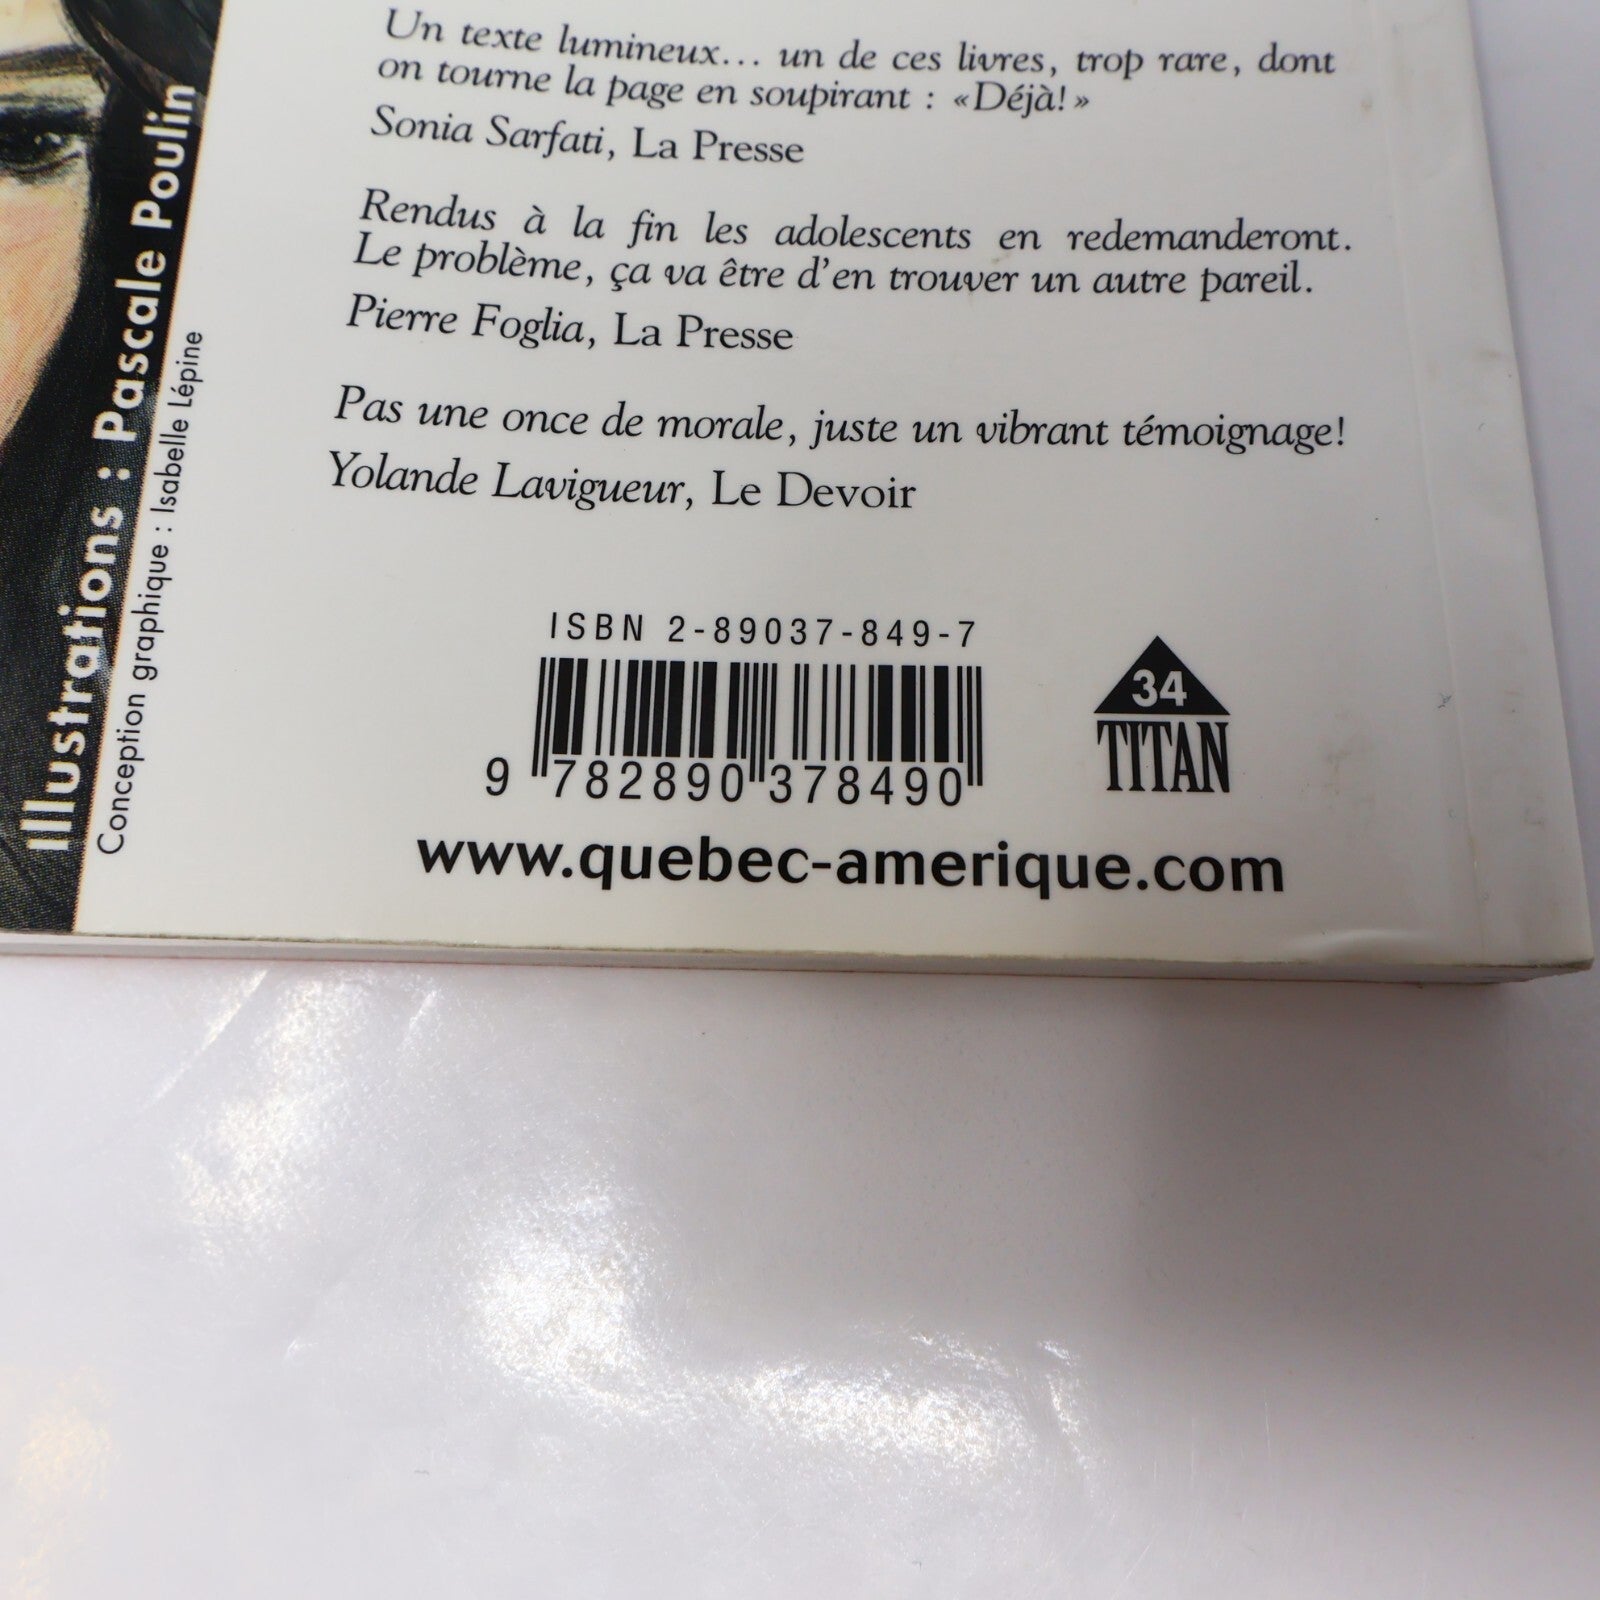 Un texte lumineux... un de ces livres, trop rare, dont
on tourne la page en soupirant : «Déjà!»
Sonia Sarfati, La Presse
Rendus à la fin les adolescents en redemanderont.
Le problème, ça va être d'en trouver un autre pareil.
Pierre Foglia, La Presse
Pas une once de morale, juste un vibrant témoignage!
Yolande Lavigueur, Le Devoir
Illustrations : Pascale Poulin
Conception graphique : Isabelle Lépine
ISBN 2-89037-849-7
9 782890 378490
34
TITAN
www.quebec-amerique.com